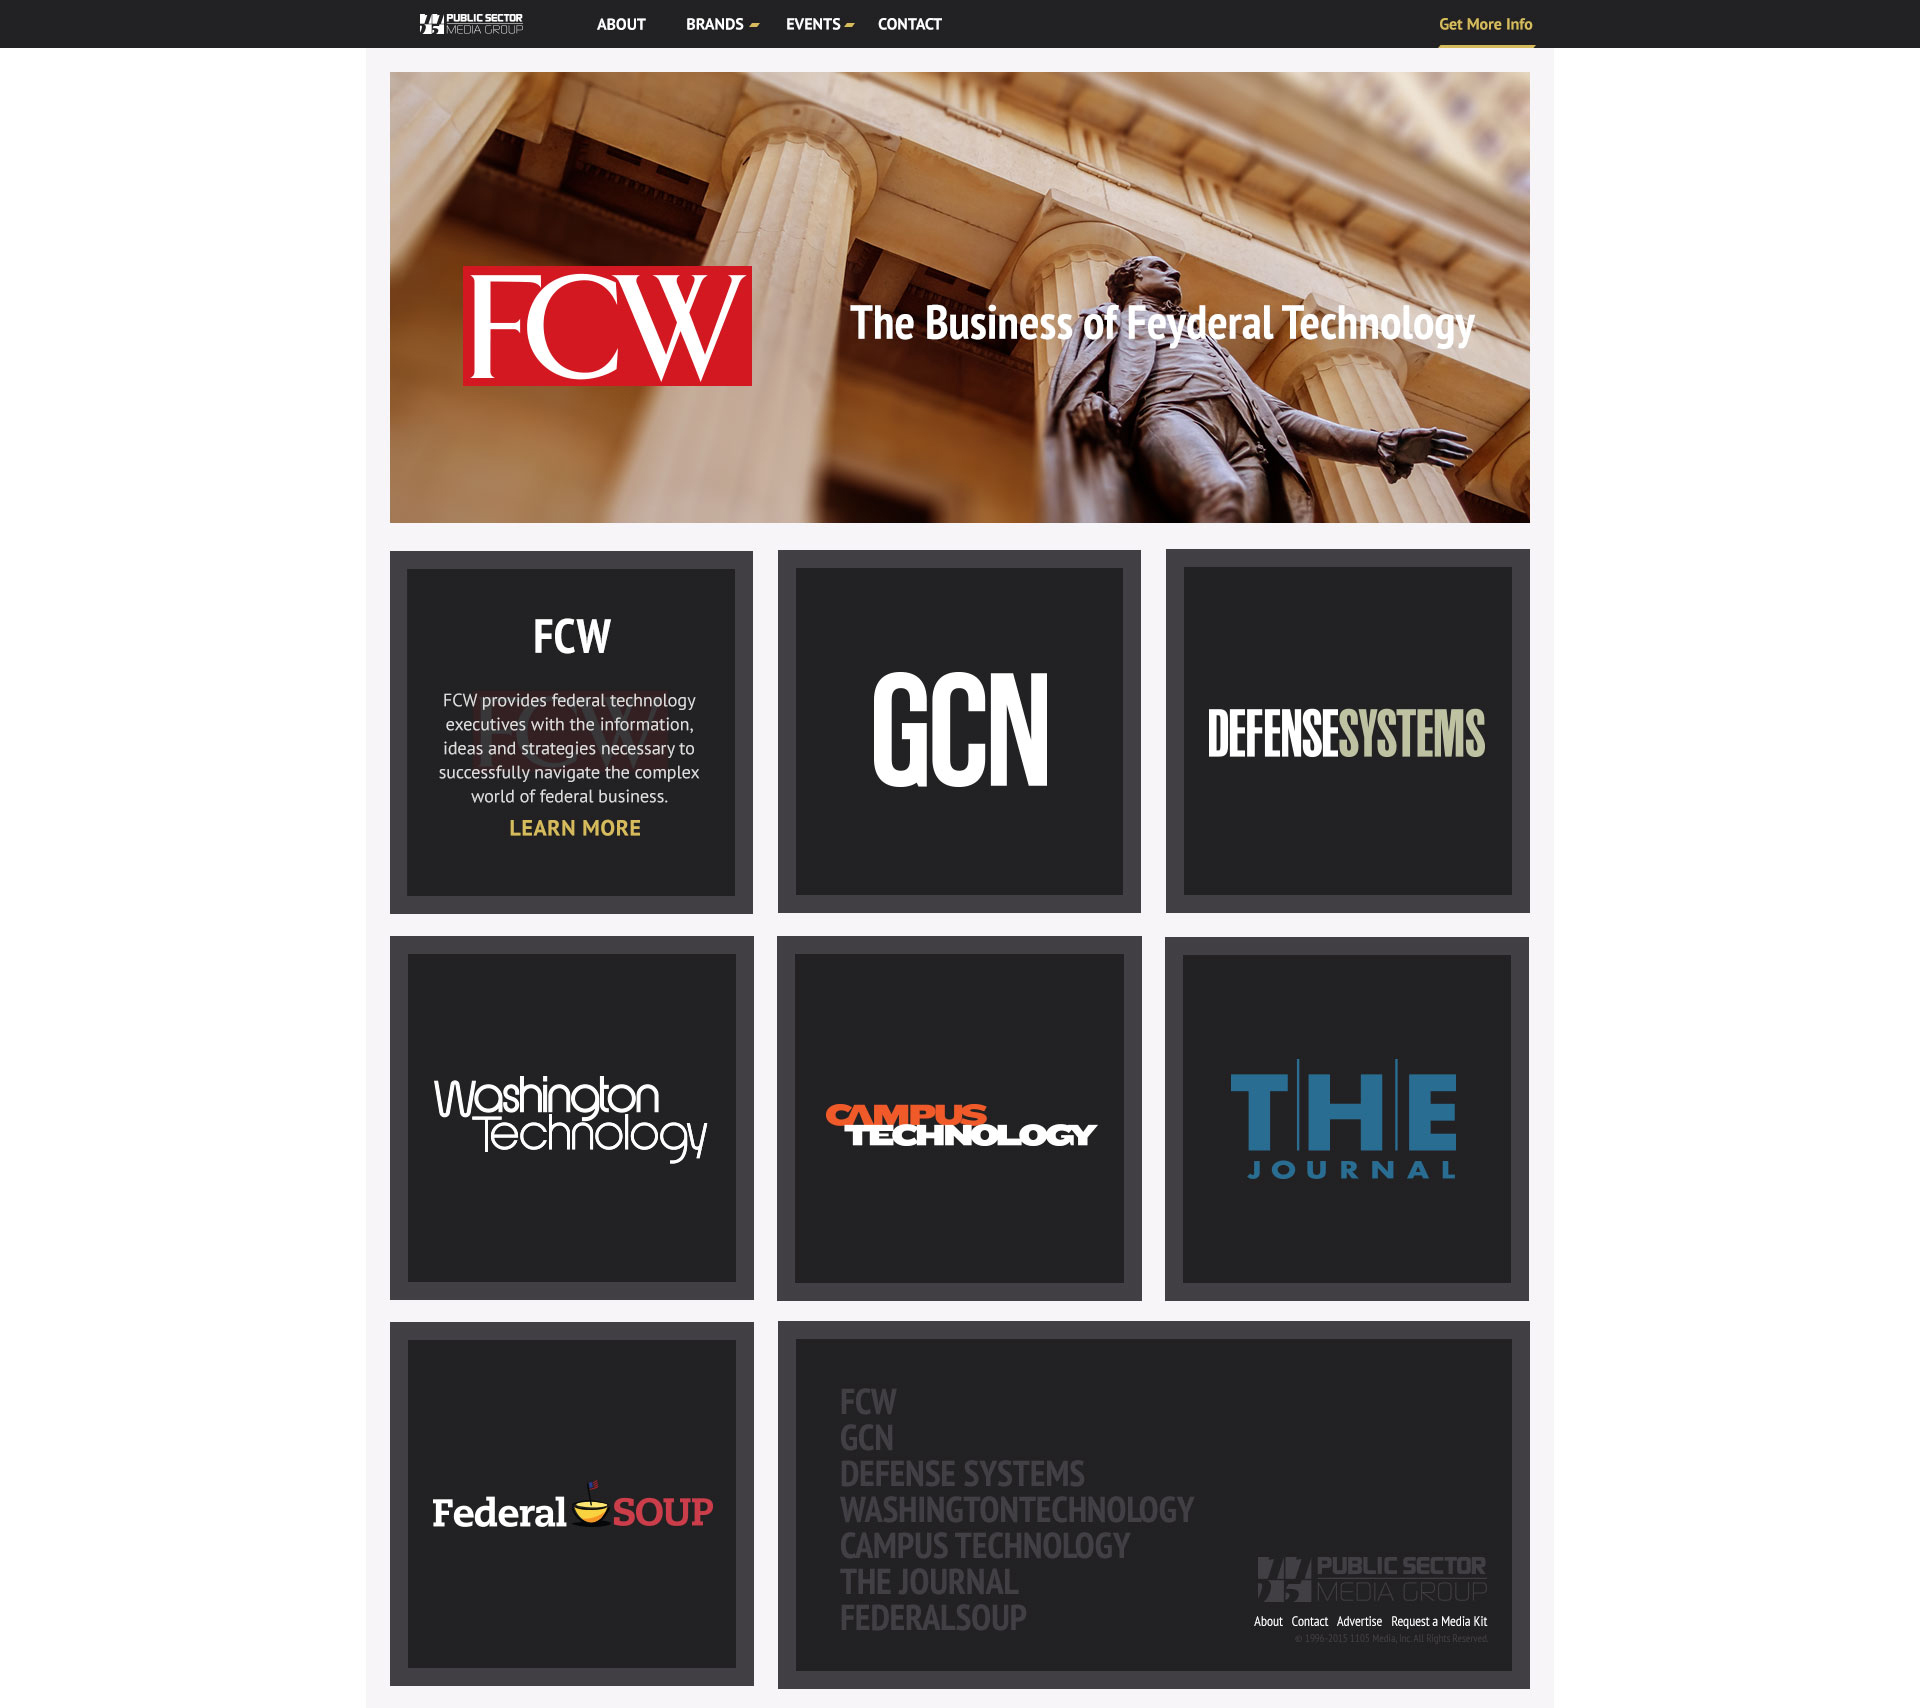 PUBLIC SECTOR
MEDIA GROUP
ABOUT BRANDS EVENTS CONTACT Get More Info
FCW
The Business of Feyderal Technology
FCW
FCW provides federal technology
executives with the information,
ideas and strategies necessary to
successfully navigate the complex
world of federal business.
LEARN MORE
FCW
GCN
DEFENSESYSTEMS
Washington
Technology
CAMPUS
TECHNOLOGY
THE
JOURNAL
Federal SOUP
FCW
GCN
DEFENSE SYSTEMS
WASHINGTONTECHNOLOGY
CAMPUS TECHNOLOGY
THE JOURNAL
FEDERALSOUP
PUBLIC SECTOR
MEDIA GROUP
About Contact Advertise Request a Media Kit
© 1996-2015 1105 Media, Inc. All Rights Reserved.